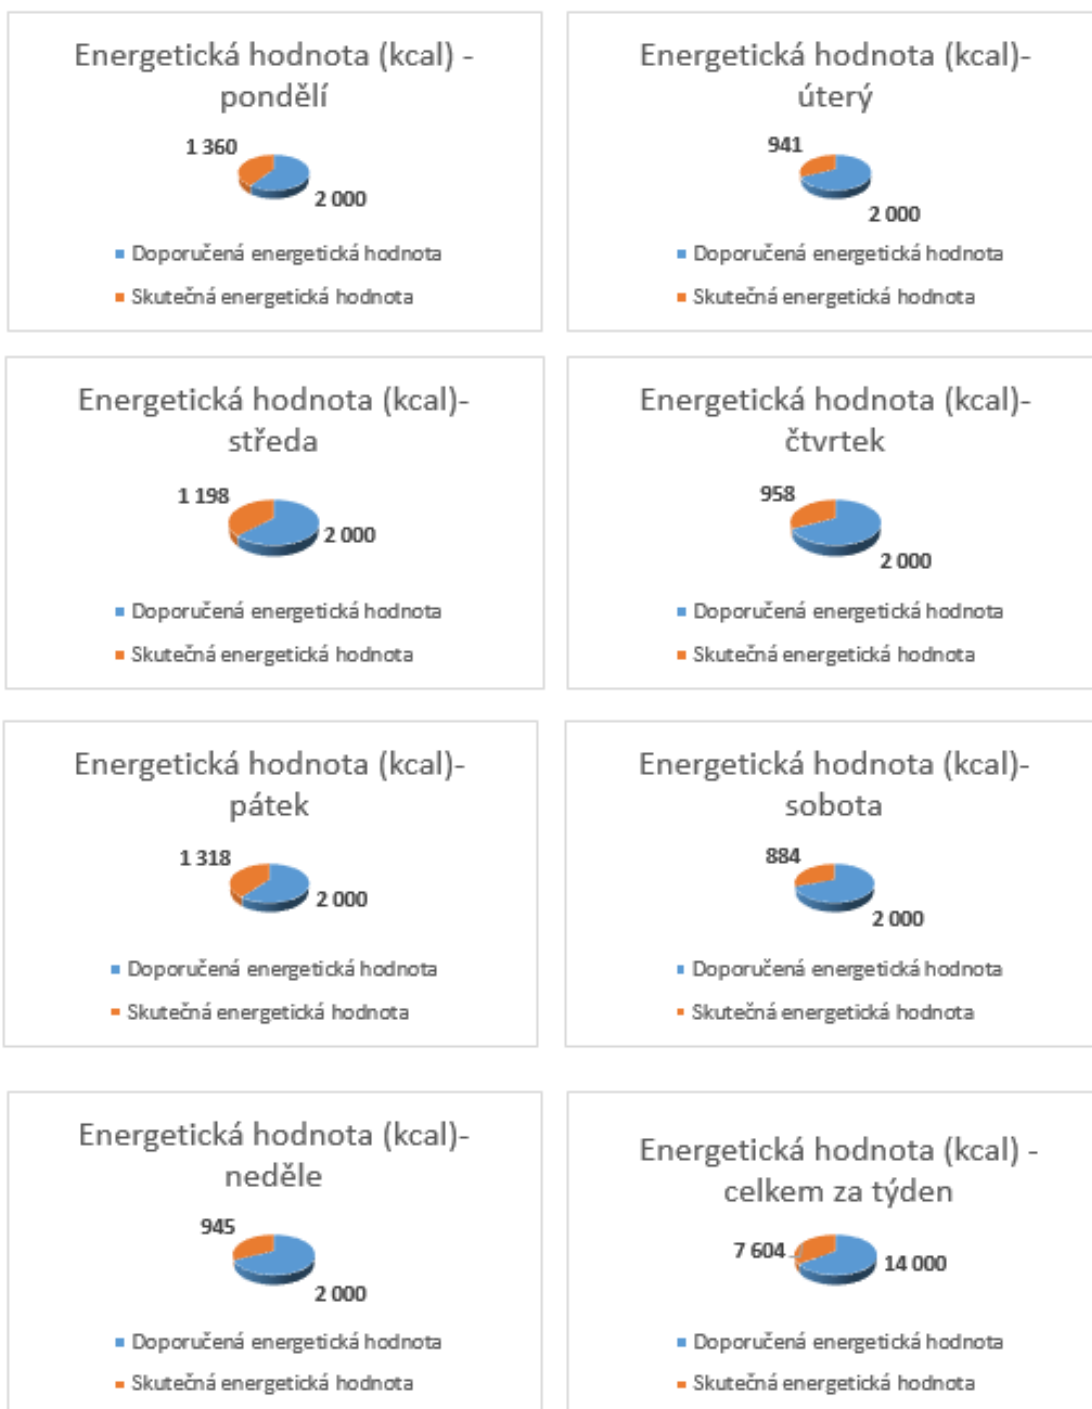 Energetická hodnota (kcal) -
pondělí
1 360
2 000
Doporučená energetická hodnota
Skutečná energetická hodnota
Energetická hodnota (kcal)-
úterý
941
2 000
Doporučená energetická hodnota
Skutečná energetická hodnota
Energetická hodnota (kcal)-
středa
1 198
2 000
Doporučená energetická hodnota
Skutečná energetická hodnota
Energetická hodnota (kcal)-
čtvrtek
958
2 000
Doporučená energetická hodnota
Skutečná energetická hodnota
Energetická hodnota (kcal)-
pátek
1 318
2 000
Doporučená energetická hodnota
Skutečná energetická hodnota
Energetická hodnota (kcal)-
sobota
884
2 000
Doporučená energetická hodnota
Skutečná energetická hodnota
Energetická hodnota (kcal)-
neděle
945
2 000
Doporučená energetická hodnota
Skutečná energetická hodnota
Energetická hodnota (kcal) -
celkem za týden
7 604
14 000
Doporučená energetická hodnota
Skutečná energetická hodnota